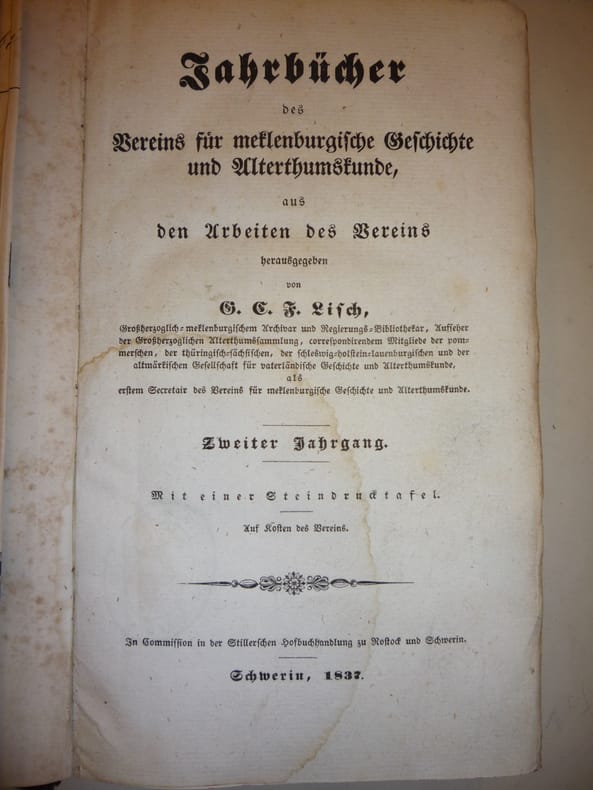 Jahrbücher
des
Vereins für meklenburgische Geschichte
und Alterthumskunde,
aus
den Arbeiten des Vereins
herausgegeben
von
G. C. F. Lisch,
Großherzoglich-meklenburgischem Archivar und Regierungs-Bibliothekar, Aufseher
der Großherzoglichen Alterthumssammlung, correspondirendem Mitgliede der pom-
merschen, der thüringisch-sächsischen, der schleswig-holstein-lauenburgischen und der
altmärkischen Gesellschaft für vaterländische Geschichte und Alterthumskunde,
als
erstem Secretair des Vereins für meklenburgische Geschichte und Alterthumskunde.
Zweiter Jahrgang.
Mit einer Steindrucktafel.
Auf Kosten des Vereins.
In Commission in der Stillerschen Hofbuchhandlung zu Rostock und Schwerin.
Schwerin, 1837.